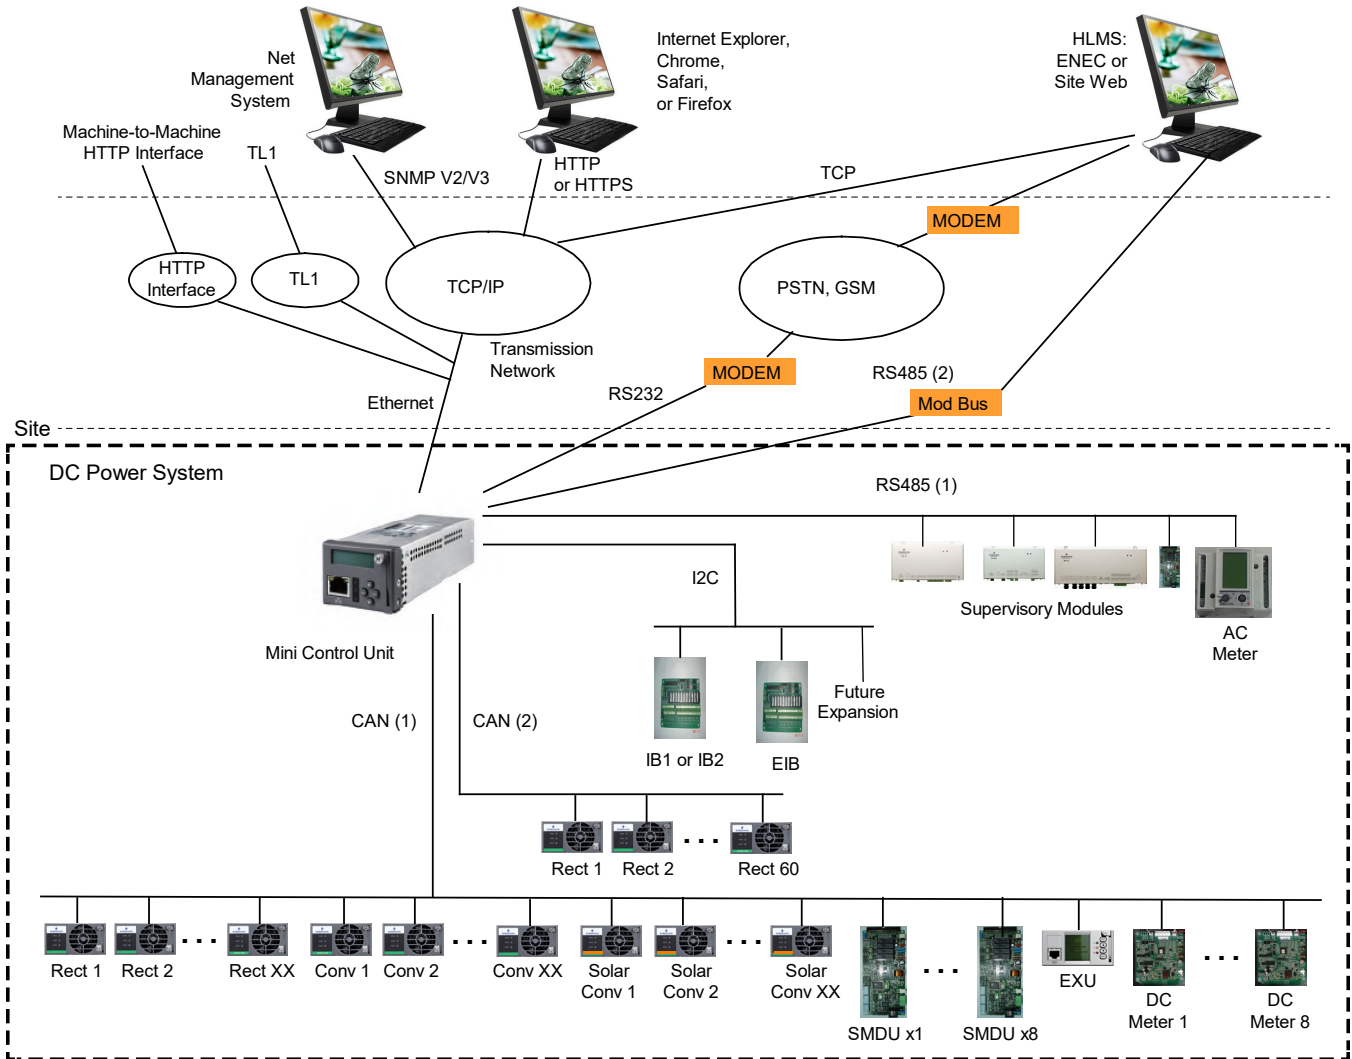 Net
Management
System
Internet Explorer,
Chrome,
Safari,
or Firefox
HLMS:
ENEC or
Site Web
Machine-to-Machine
HTTP Interface
TL1
SNMP V2/V3
HTTP
or HTTPS
TCP
MODEM
HTTP
Interface
TL1
TCP/IP
PSTN, GSM
Transmission
Network
MODEM
RS485 (2)
Ethernet
RS232
Mod Bus
Site
DC Power System
RS485 (1)
I2C
Supervisory Modules
AC
Meter
Mini Control Unit
Future
Expansion
CAN (1)
CAN (2)
IB1 or IB2
EIB
Rect 1
Rect 2
...
Rect 60
Rect 1
Rect 2
...
Rect XX
Conv 1
Conv 2
...
Conv XX
Solar
Conv 1
Solar
Conv 2
...
Solar
Conv XX
SMDU x1
...
SMDU x8
EXU
DC
Meter 1
...
DC
Meter 8